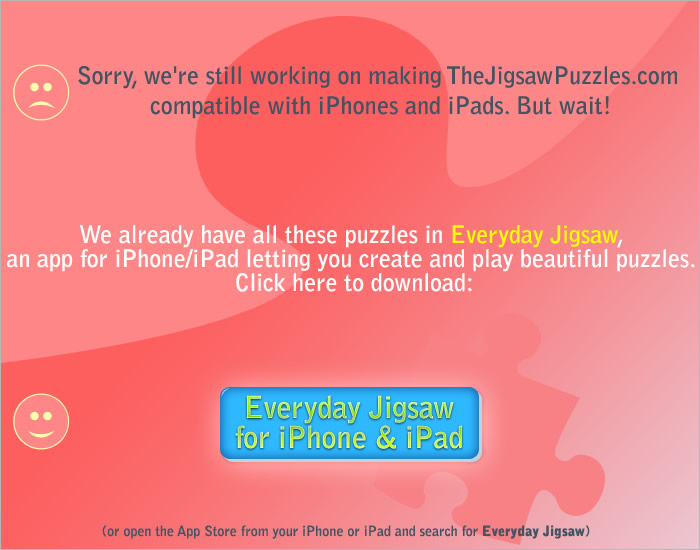 Sorry, we're still working on making TheJigsawPuzzles.com
compatible with iPhones and iPads. But wait!
We already have all these puzzles in Everyday Jigsaw,
an app for iPhone/iPad letting you create and play beautiful puzzles.
Click here to download:
Everyday Jigsaw
for iPhone & iPad
(or open the App Store from your iPhone or iPad and search for Everyday Jigsaw)